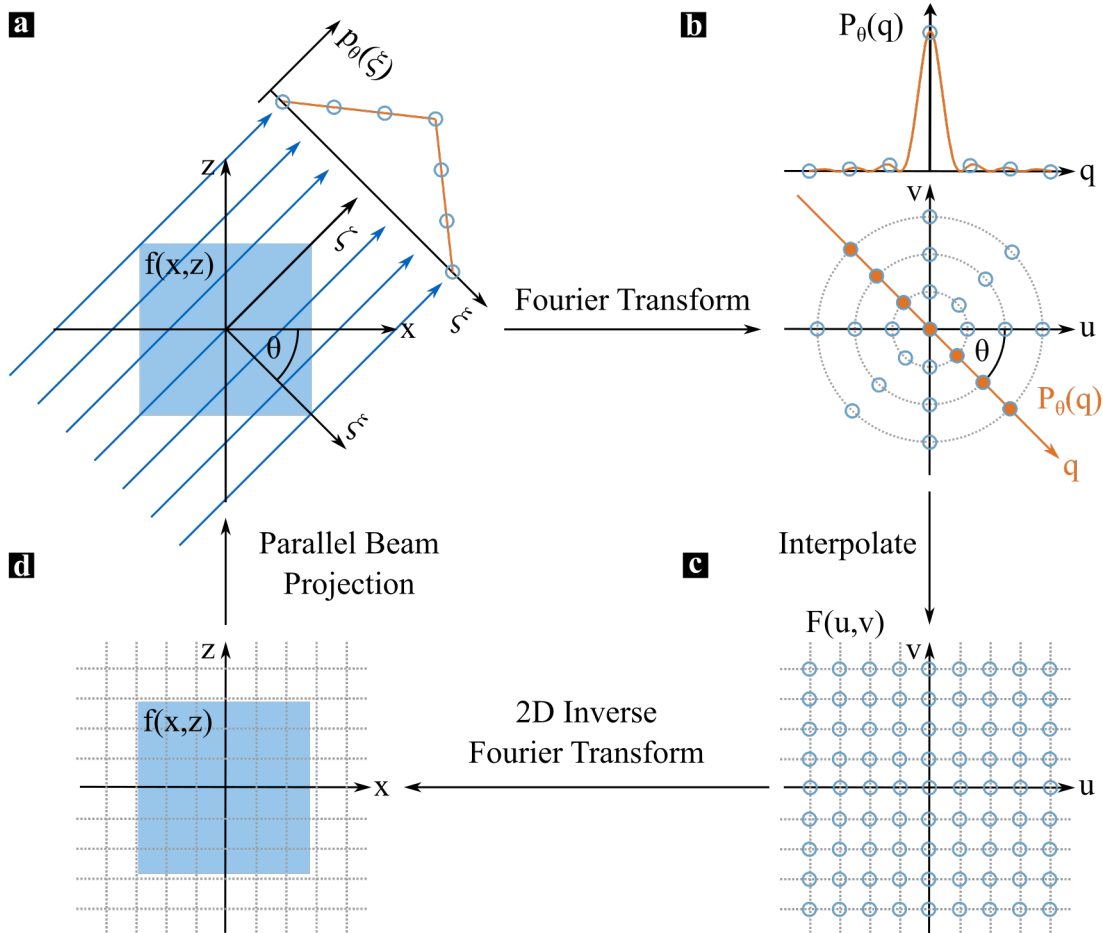 a
p_θ(ξ)
z
f(x,z)
ζ
x
θ
ξ
ξ
Fourier Transform
b
P_θ(q)
q
v
u
θ
P_θ(q)
q
Interpolate
c
F(u,v)
v
u
2D Inverse
Fourier Transform
d
Parallel Beam
Projection
z
f(x,z)
x